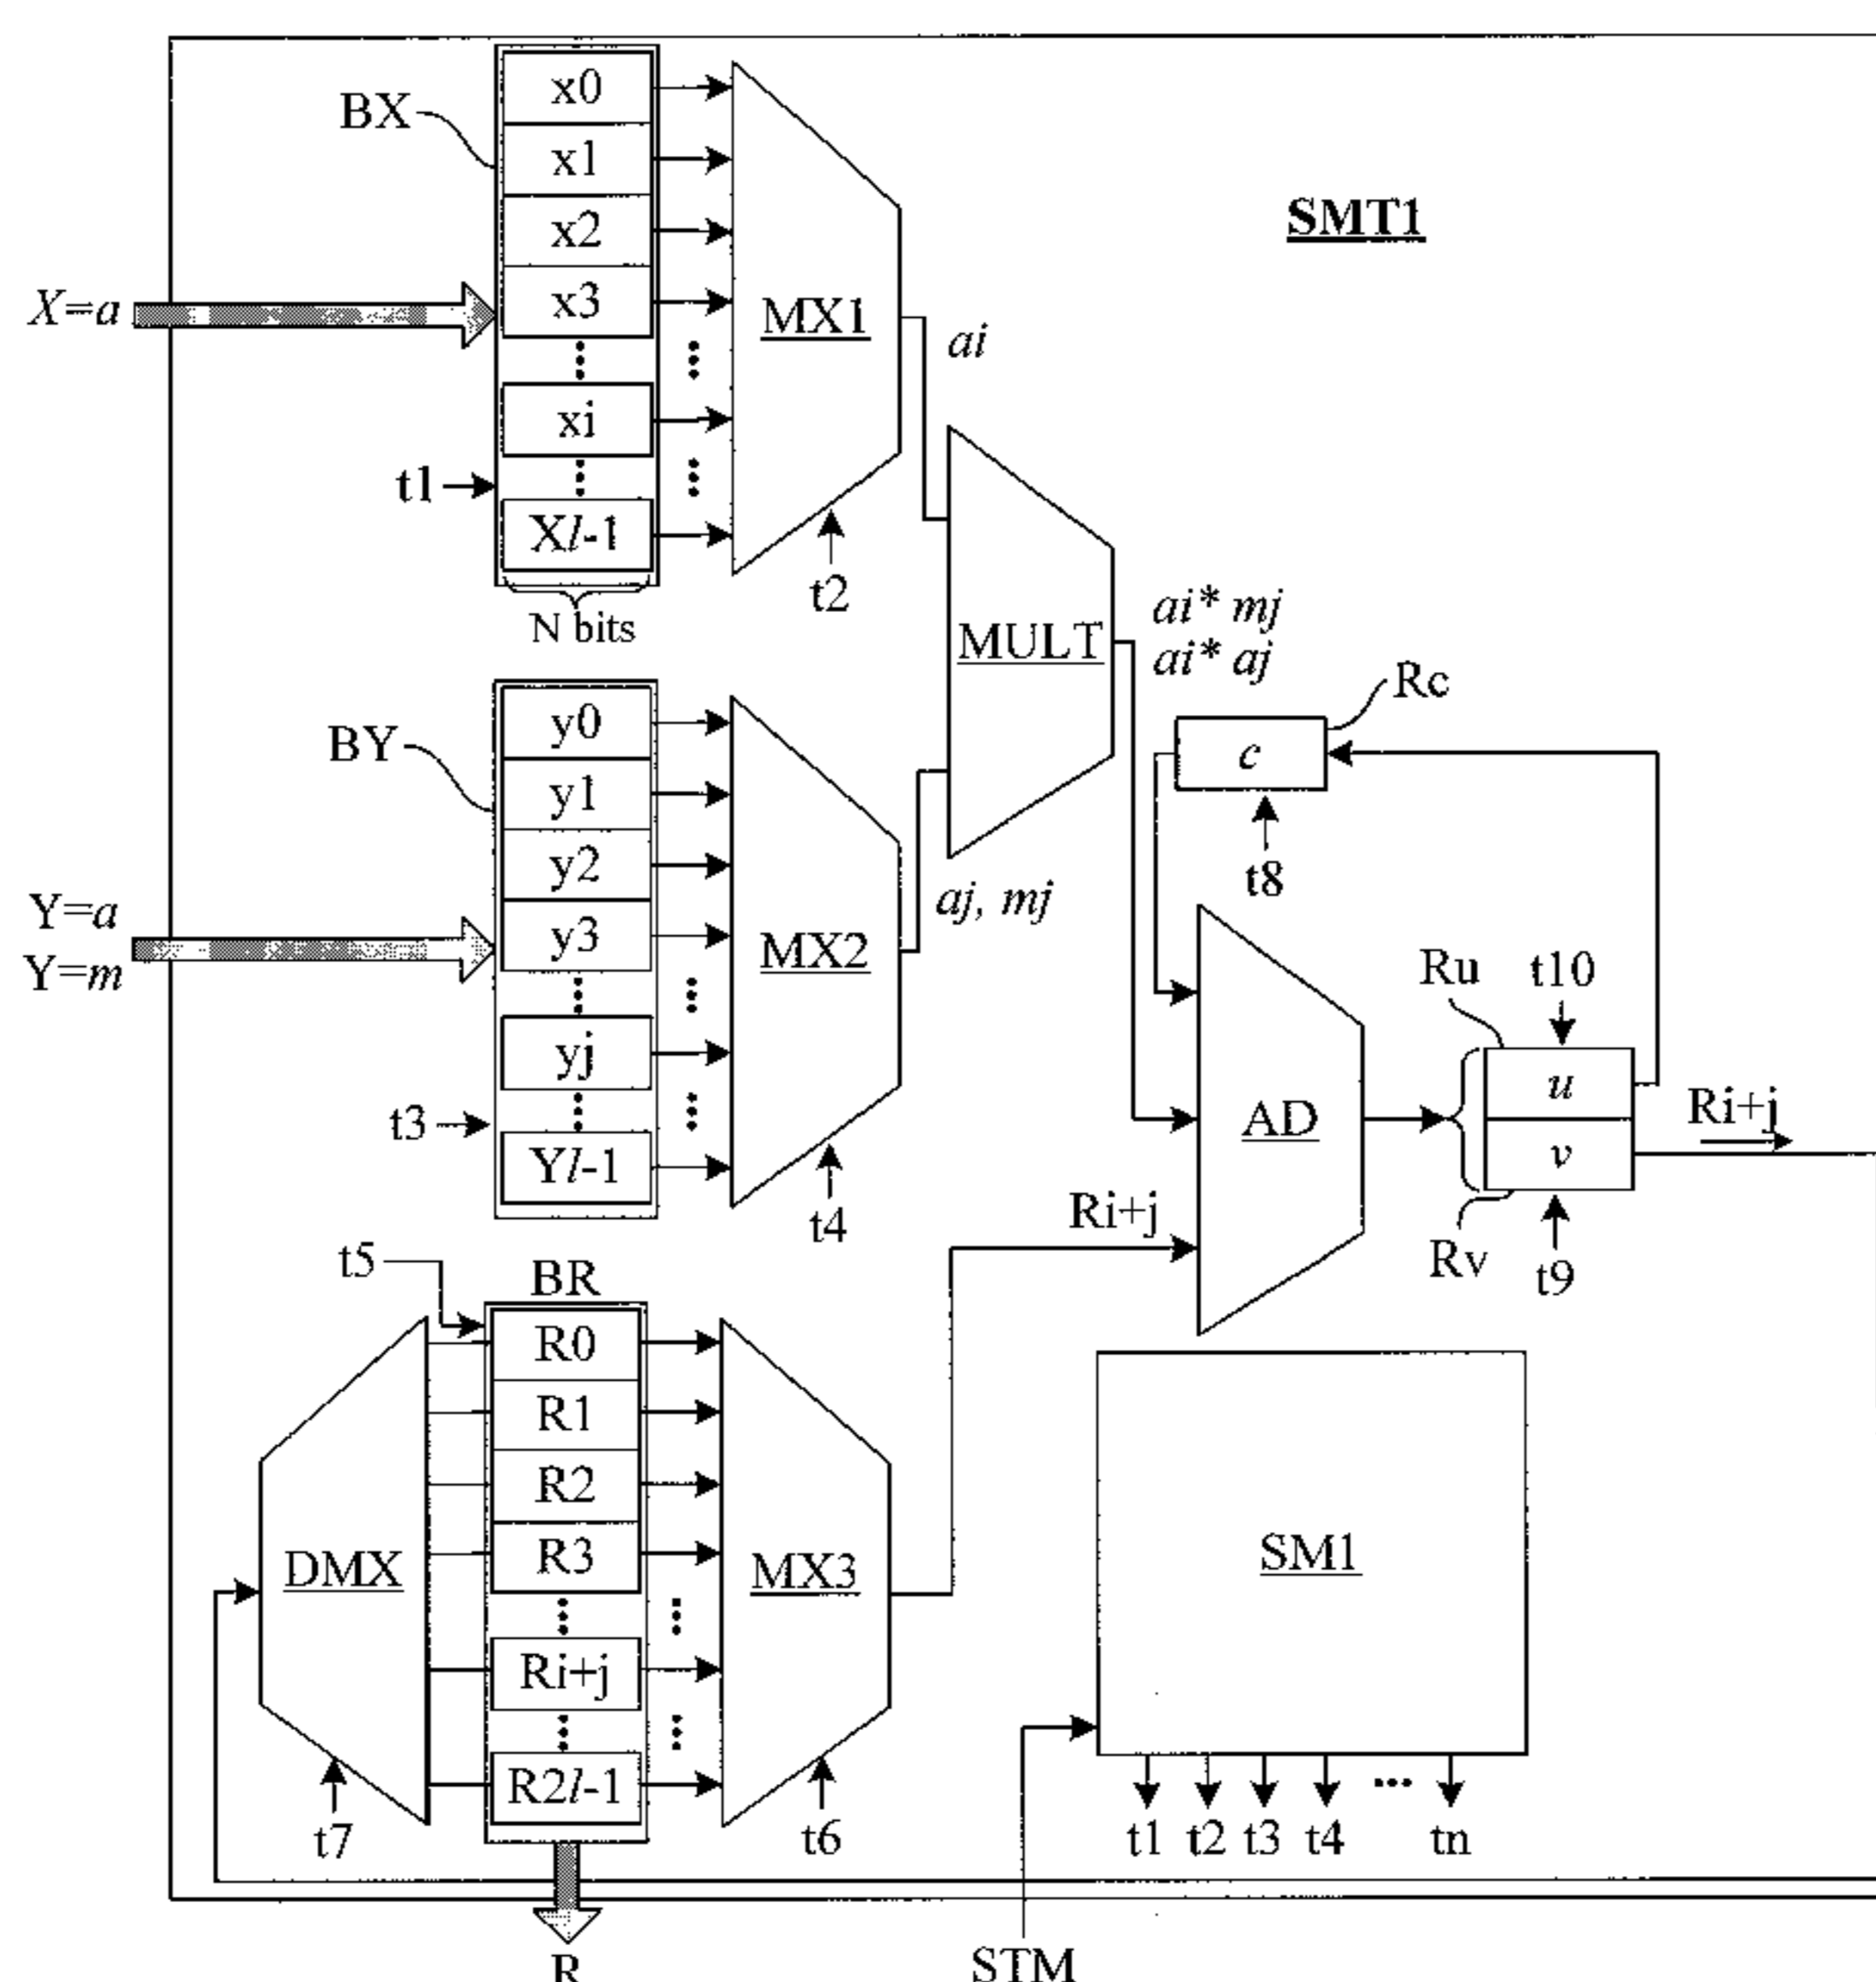 BX
x0
x1
x2
x3
xi
Xl-1
N bits
t1
X=a
MX1
t2
ai
SMT1
MULT
ai* mj
ai* aj
BY
y0
y1
y2
y3
yj
Yl-1
t3
Y=a
Y=m
MX2
t4
aj, mj
Rc
c
t8
AD
Ru
t10
u
v
Rv
t9
Ri+j
Ri+j
t5
BR
R0
R1
R2
R3
Ri+j
R2l-1
DMX
t7
MX3
t6
SM1
t1 t2 t3 t4 tn
R
STM